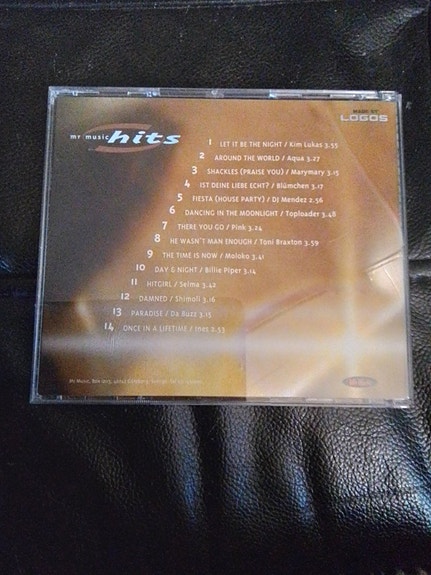 mr music hits
MADE BY
LOGOS
1 LET IT BE THE NIGHT / Kim Lukas 3.55
2 AROUND THE WORLD / Aqua 3.27
3 SHACKLES (PRAISE YOU) / Marymary 3.15
4 IST DEINE LIEBE ECHT? / Blümchen 3.17
5 FIESTA (HOUSE PARTY) / DJ Mendez 2.56
6 DANCING IN THE MOONLIGHT / Toploader 3.48
7 THERE YOU GO / Pink 3.24
8 HE WASN'T MAN ENOUGH / Toni Braxton 3.59
9 THE TIME IS NOW / Moloko 3.41
10 DAY & NIGHT / Billie Piper 3.14
11 HITGIRL / Selma 3.42
12 DAMNED / Shimoli 3.16
13 PARADISE / Da Buzz 3.15
14 ONCE IN A LIFETIME / Ines 2.53
Mr Music, Box